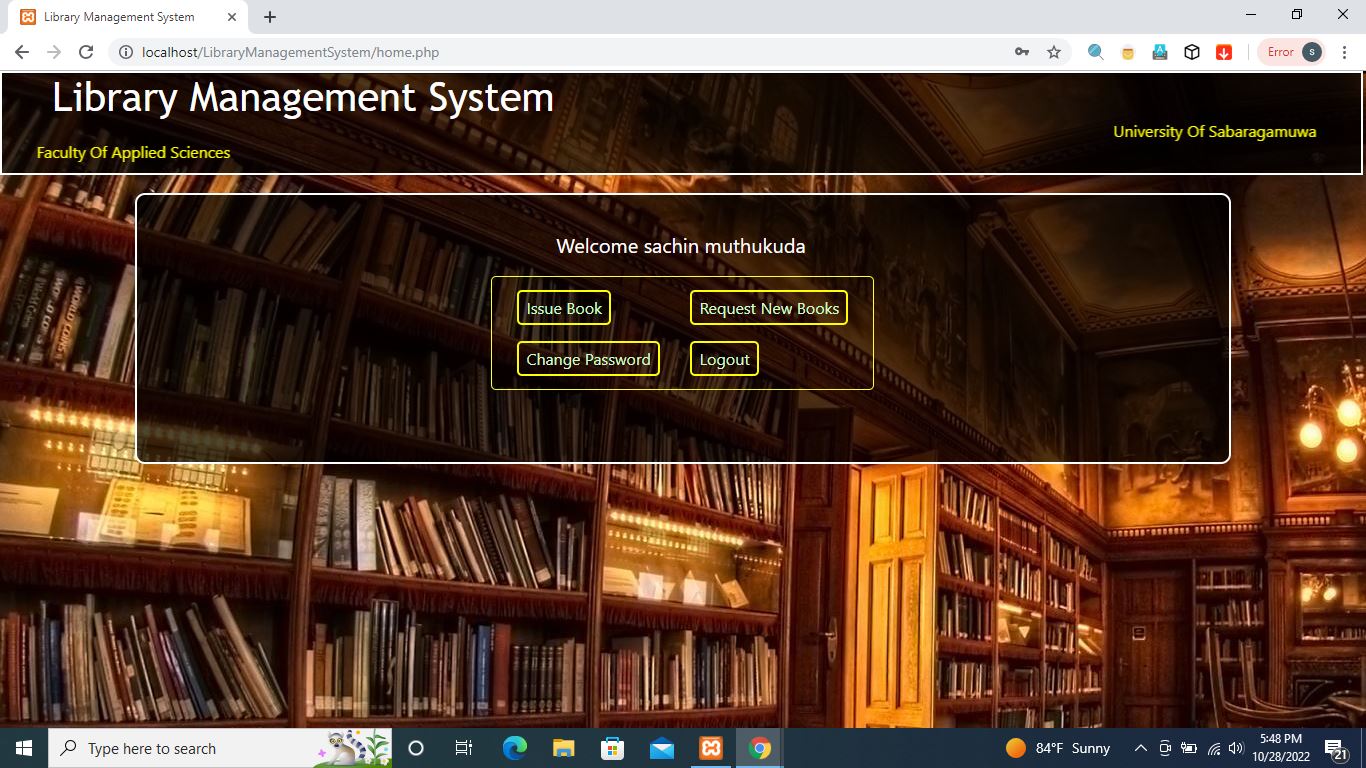 Library Management System
localhost/LibraryManagementSystem/home.php
Error
s
Library Management System
University Of Sabaragamuwa
Faculty Of Applied Sciences
Welcome sachin muthukuda
Issue Book
Request New Books
Change Password
Logout
Type here to search
84°F Sunny
5:48 PM
10/28/2022
21